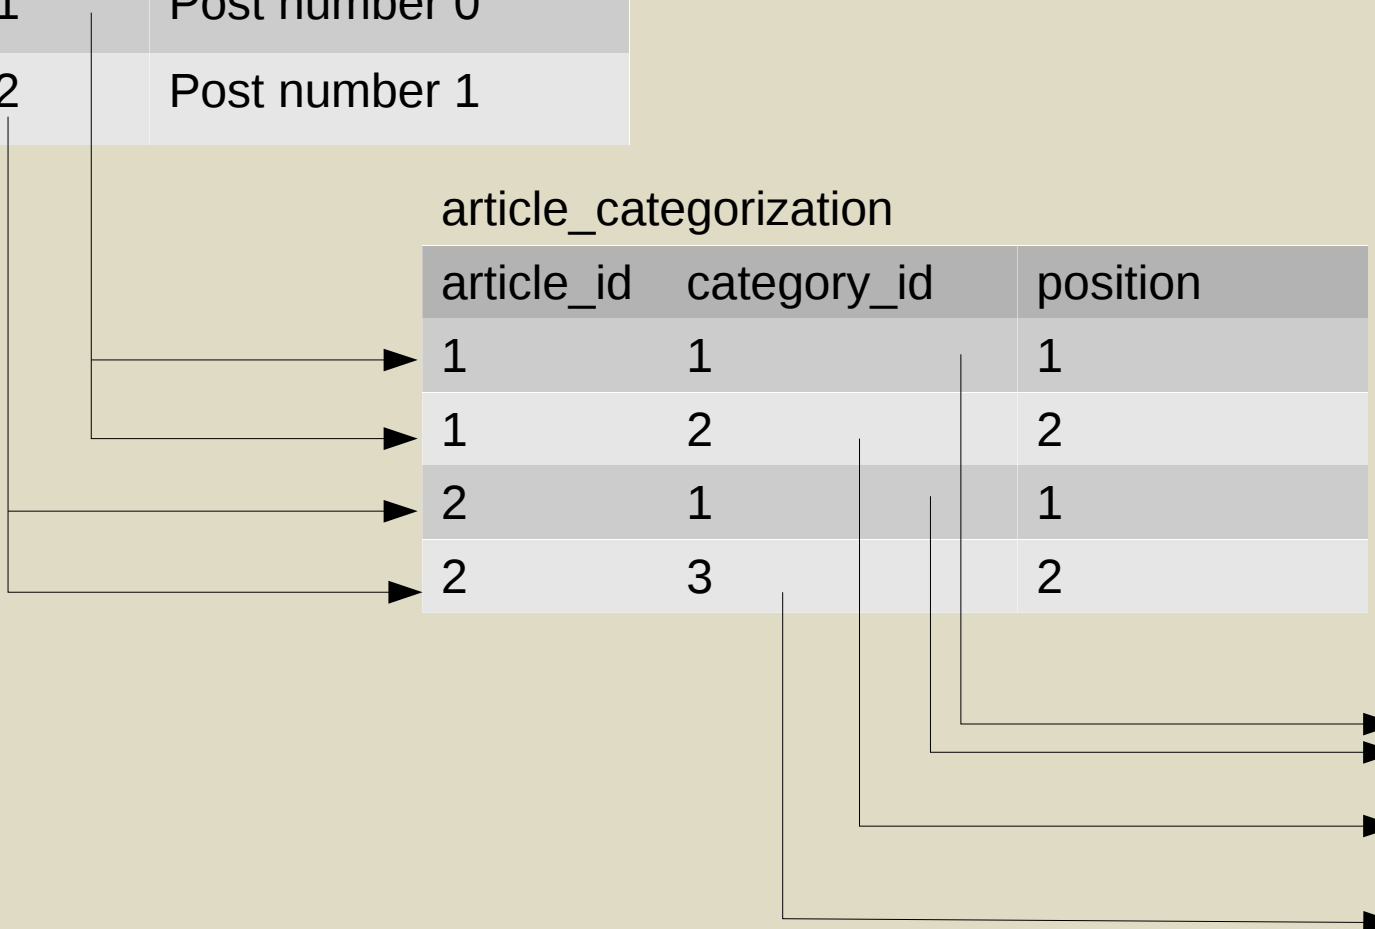 1 Post number 0
2 Post number 1
article_categorization
article_id category_id position
1 1 1
1 2 2
2 1 1
2 3 2